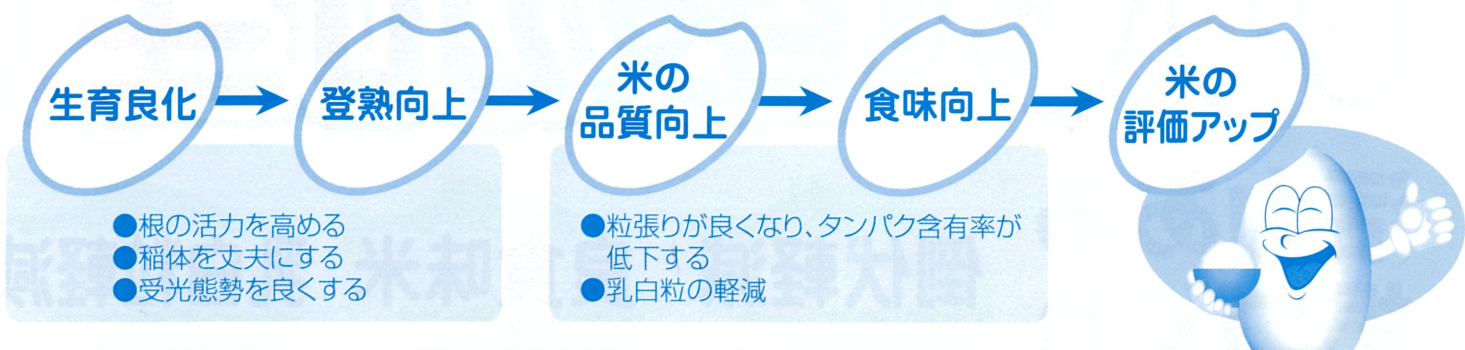 生育良化
登熟向上
米の
品質向上
食味向上
米の
評価アップ
●根の活力を高める
●稲体を丈夫にする
●受光態勢を良くする
●粒張りが良くなり、タンパク含有率が
低下する
●乳白粒の軽減